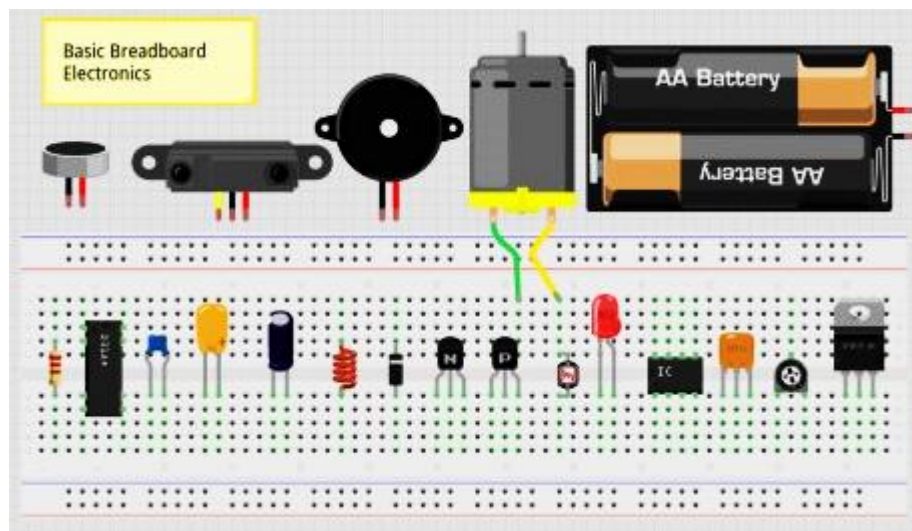 Basic Breadboard
Electronics
AA Battery
AA Battery
N
P
IC